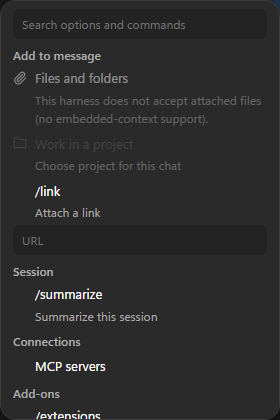 Search options and commands
Add to message
Files and folders
This harness does not accept attached files
(no embedded-context support).
Work in a project
Choose project for this chat
/link
Attach a link
URL
Session
/summarize
Summarize this session
Connections
MCP servers
Add-ons
/extensions